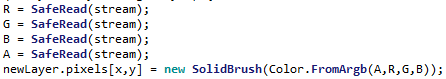 R = SafeRead(stream);
G = SafeRead(stream);
B = SafeRead(stream);
A = SafeRead(stream);
newLayer.pixels[x,y] = new SolidBrush(Color.FromArgb(A,R,G,B));